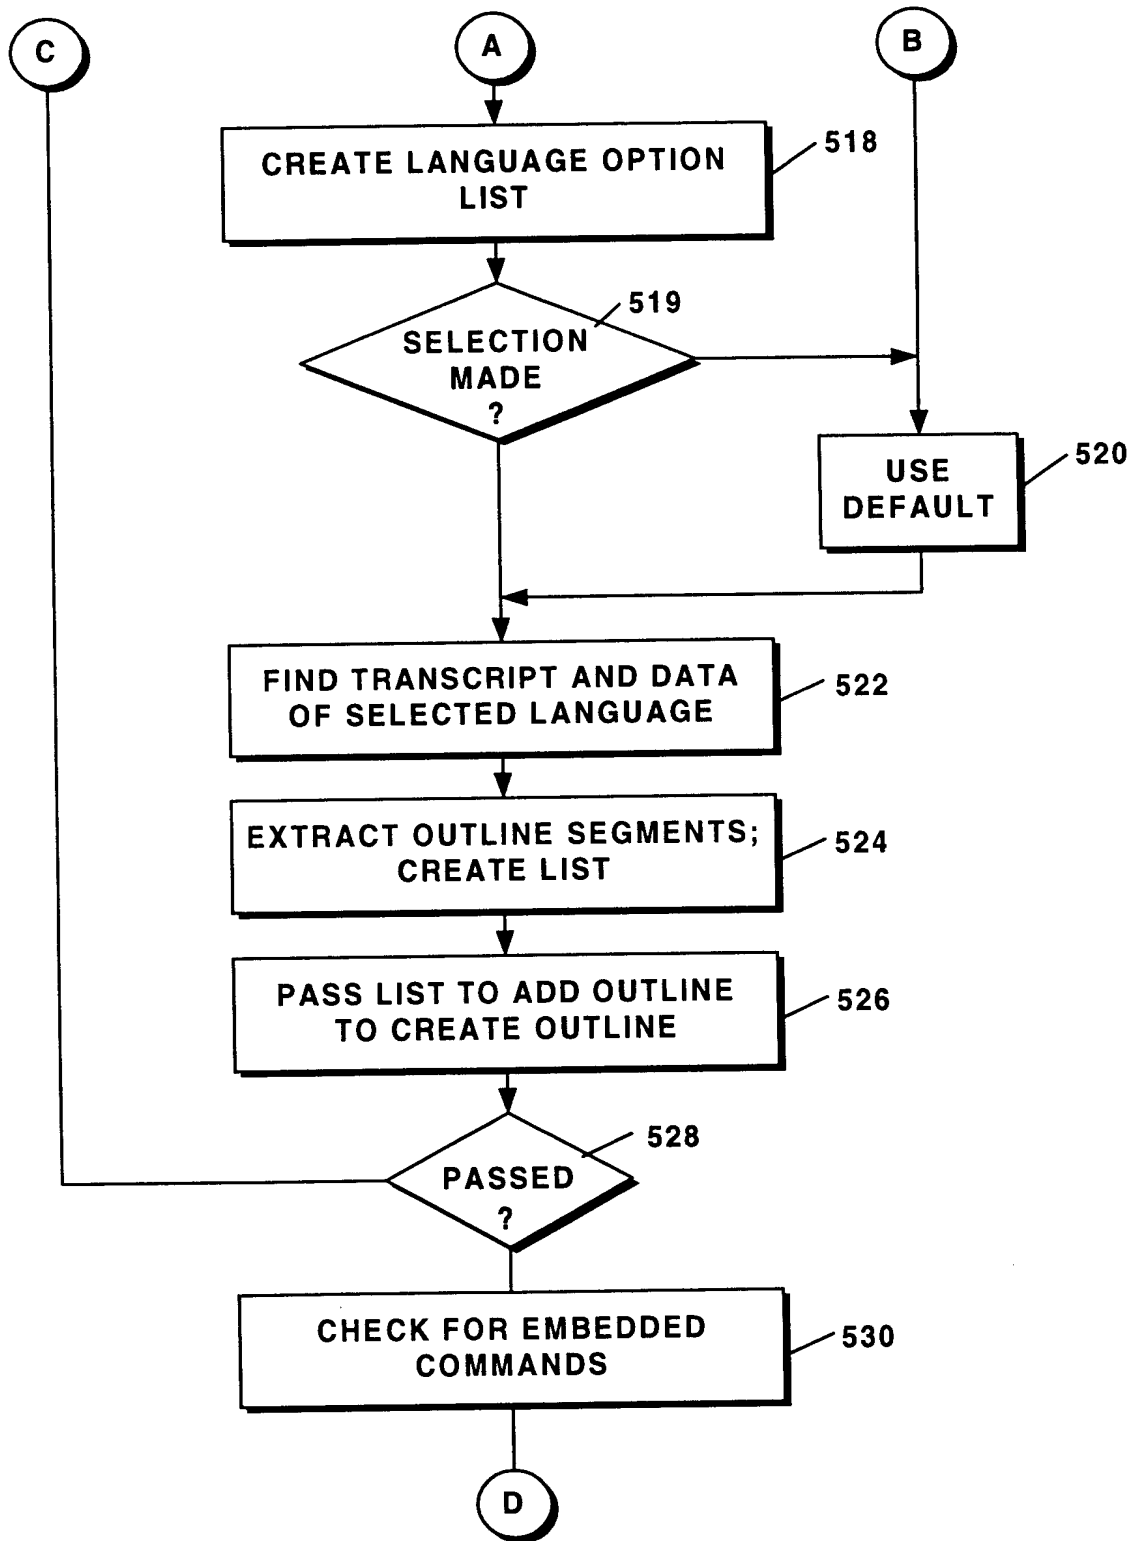 C
A
B
CREATE LANGUAGE OPTION
LIST
518
519
SELECTION
MADE
?
USE
DEFAULT
520
FIND TRANSCRIPT AND DATA
OF SELECTED LANGUAGE
522
EXTRACT OUTLINE SEGMENTS;
CREATE LIST
524
PASS LIST TO ADD OUTLINE
TO CREATE OUTLINE
526
528
PASSED
?
CHECK FOR EMBEDDED
COMMANDS
530
D